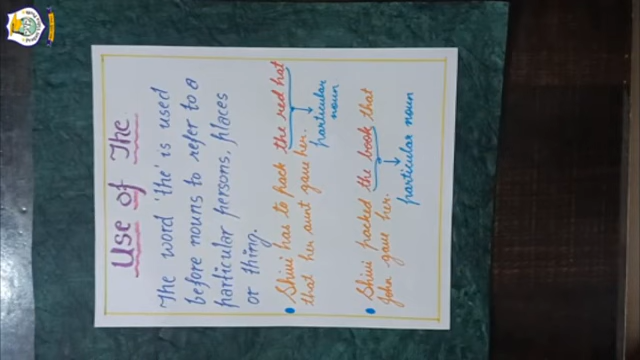 Use of The
The word 'the' is used
before nouns to refer to a
particular persons, places
or thing.
Shivi has to pack the red hat
that her aunt gave her.
particular
noun
Shivi packed the book that
John gave her.
particular noun